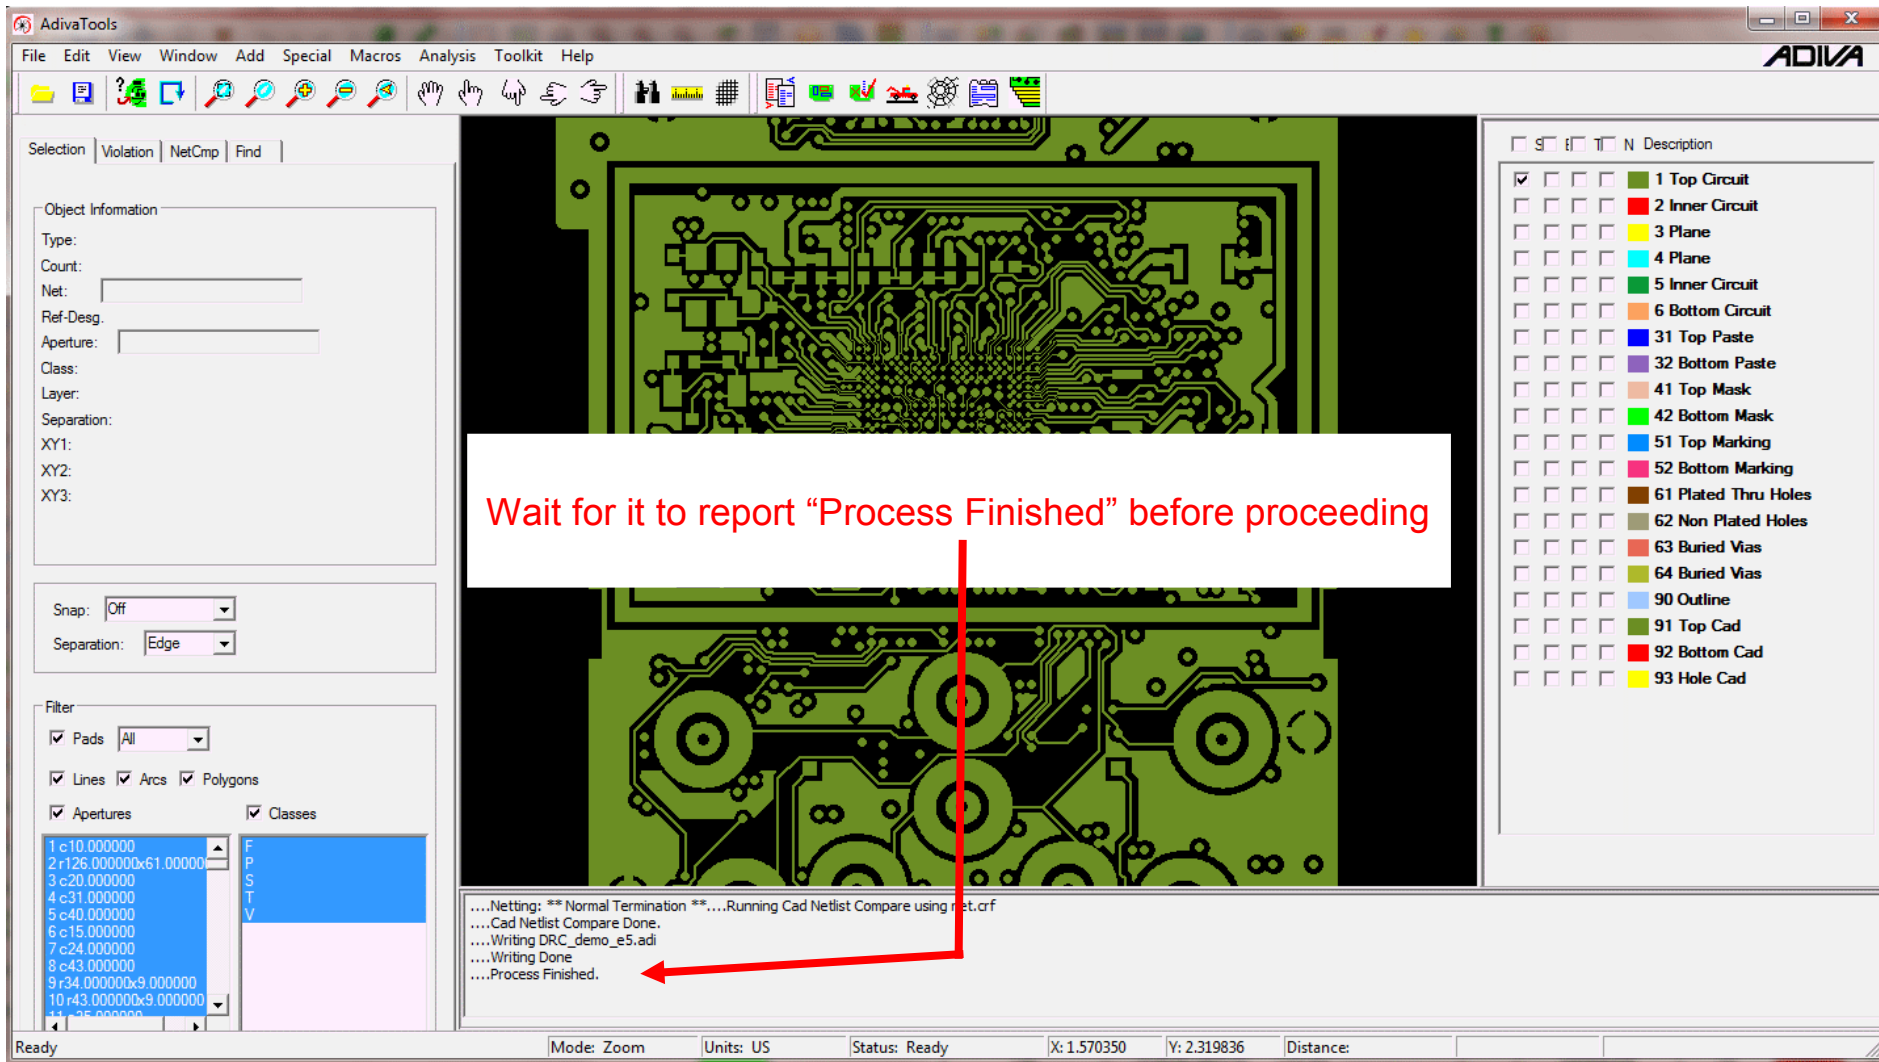 AdivaTools
File Edit View Window Add Special Macros Analysis Toolkit Help
ADIVA
Selection Violation NetCmp Find
Object Information
Type:
Count:
Net:
Ref-Desg.
Aperture:
Class:
Layer:
Separation:
XY1:
XY2:
XY3:
Snap: Off
Separation: Edge
Filter
Pads All
Lines Arcs Polygons
Apertures Classes
1 c10.000000
2 r126.000000x61.00000
3 c20.000000
4 c31.000000
5 c40.000000
6 c15.000000
7 c24.000000
8 c43.000000
9 r34.000000x9.000000
10 r43.000000x9.000000
F
P
S
T
V
Wait for it to report “Process Finished” before proceeding
....Netting: ** Normal Termination **....Running Cad Netlist Compare using net.crf
....Cad Netlist Compare Done.
....Writing DRC_demo_e5.adi
....Writing Done
....Process Finished.
N Description
1 Top Circuit
2 Inner Circuit
3 Plane
4 Plane
5 Inner Circuit
6 Bottom Circuit
31 Top Paste
32 Bottom Paste
41 Top Mask
42 Bottom Mask
51 Top Marking
52 Bottom Marking
61 Plated Thru Holes
62 Non Plated Holes
63 Buried Vias
64 Buried Vias
90 Outline
91 Top Cad
92 Bottom Cad
93 Hole Cad
Ready Mode: Zoom Units: US Status: Ready X: 1.570350 Y: 2.319836 Distance: